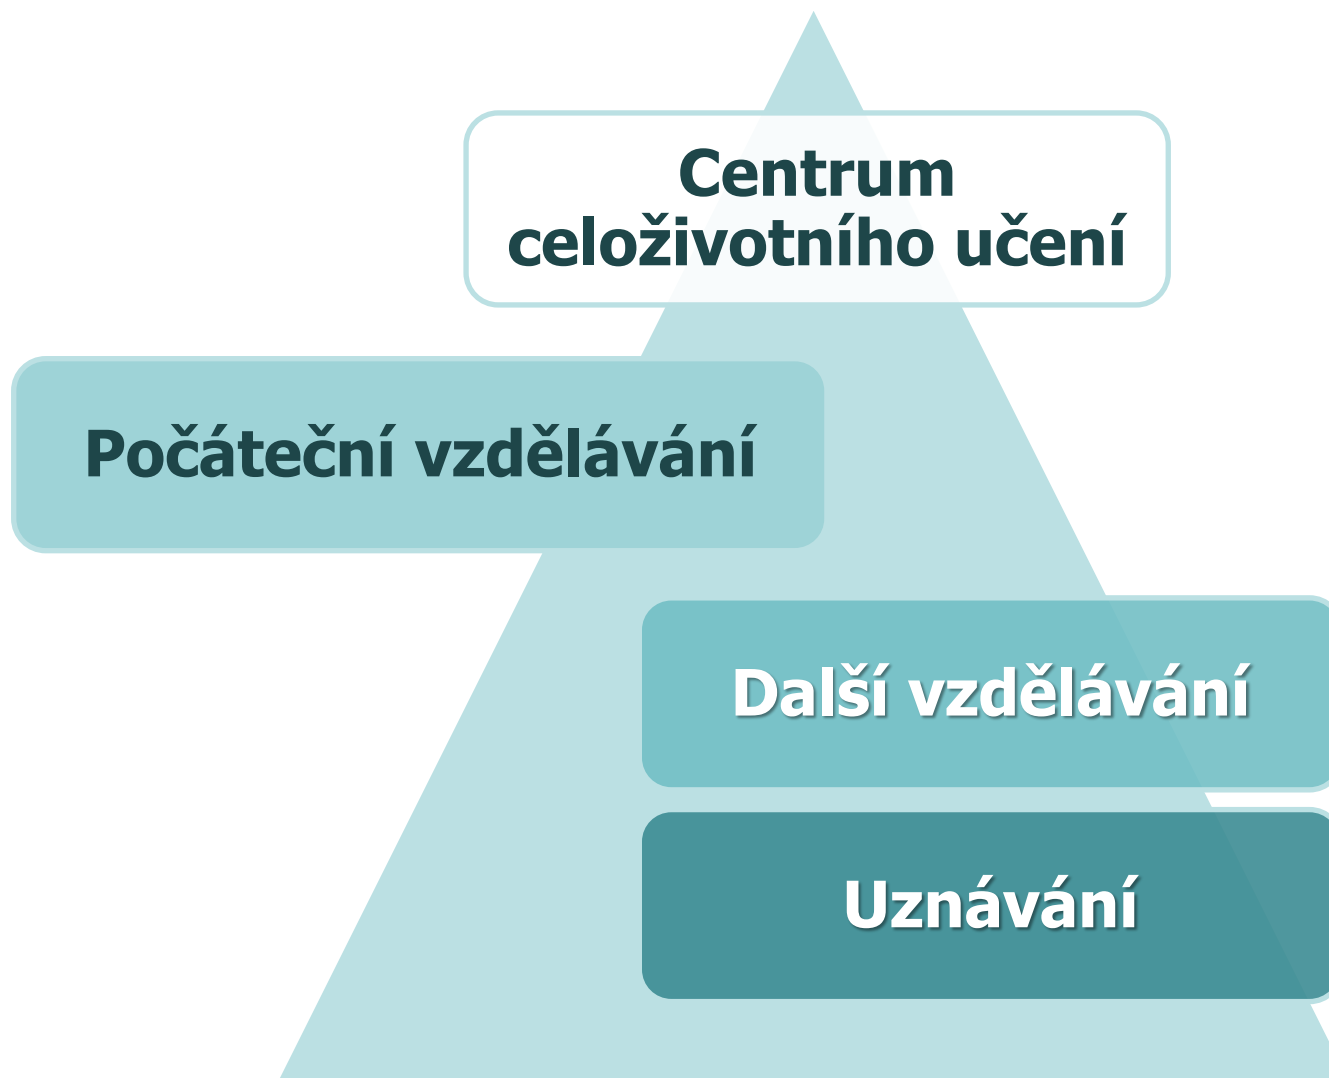 Centrum
celoživotního učení
Počáteční vzdělávání
Další vzdělávání
Uznávání